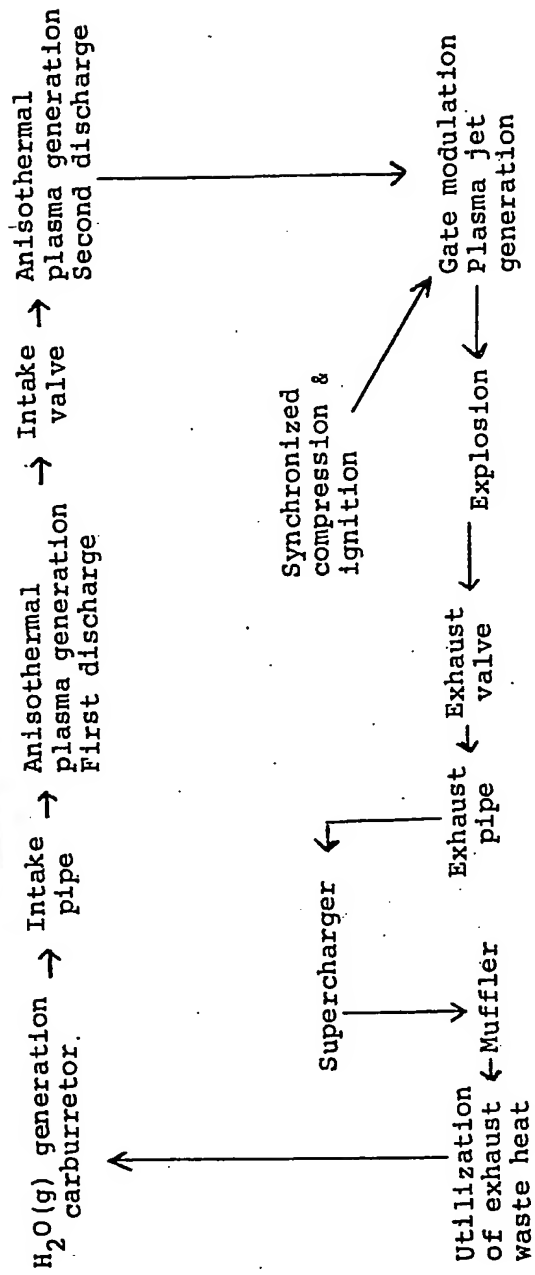 H2O(g) generation
carburretor.
→ Intake
pipe
→ Anisothermal
plasma generation
First discharge
→ Intake
valve
→ Anisothermal
plasma generation
Second discharge
Synchronized
compression &
ignition
Gate modulation
Plasma jet
generation
Explosion
Exhaust
valve
Exhaust
pipe
Supercharger
Muffler
Utilization
of exhaust
waste heat